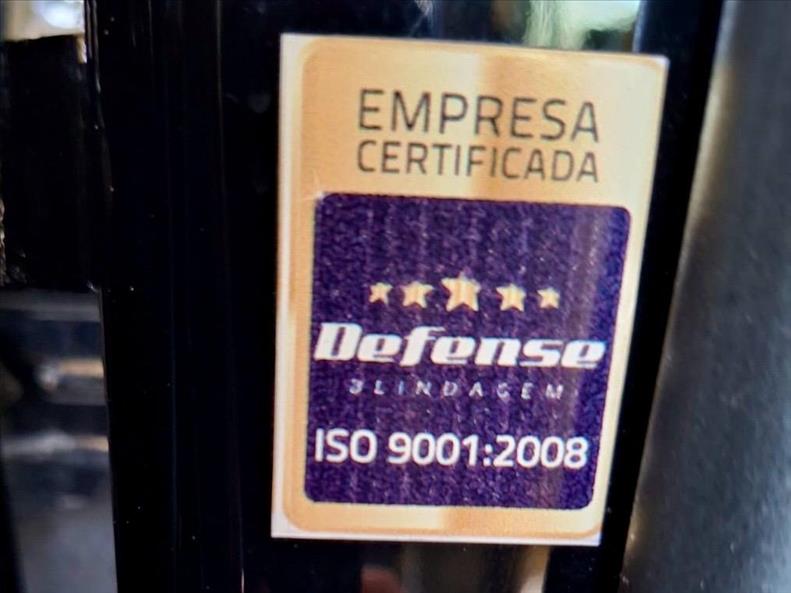 EMPRESA
CERTIFICADA
Defense
BLINDAGEM
ISO 9001:2008